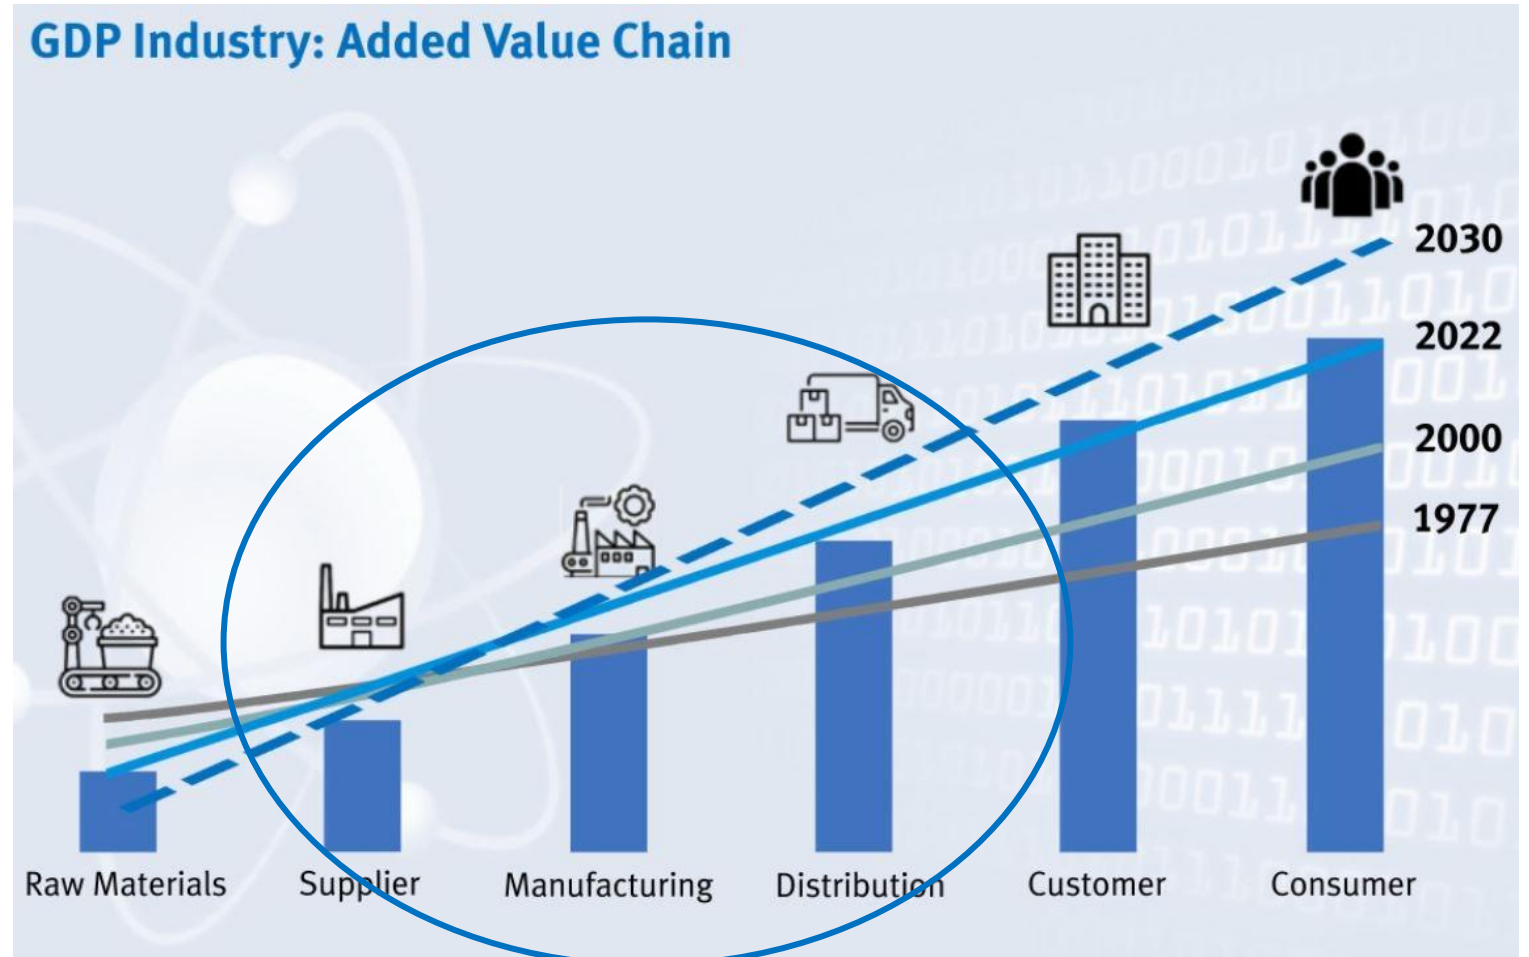 GDP Industry: Added Value Chain
2030
2022
2000
1977
Raw Materials
Supplier
Manufacturing
Distribution
Customer
Consumer